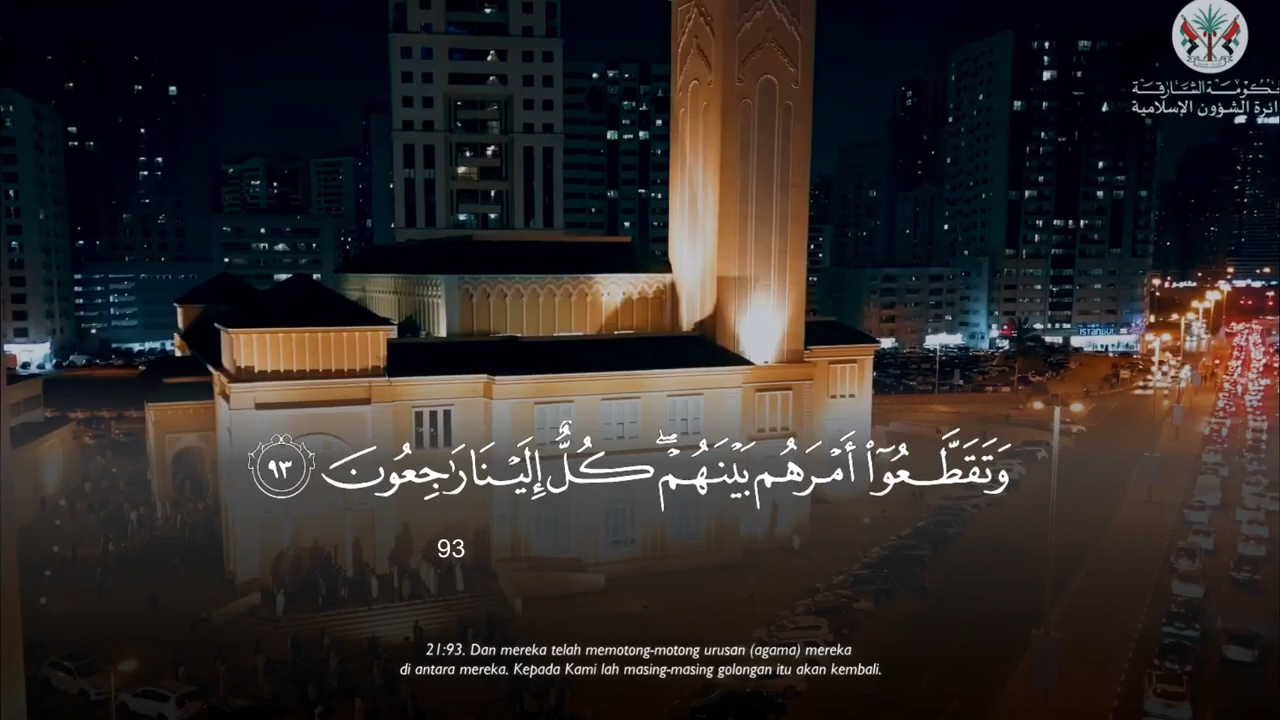 حكومة الشارقة
دائرة الشؤون الإسلامية
ISTANBUL
وَتَقَطَّعُوٓا۟ أَمْرَهُم بَيْنَهُمْ ۖ كُلٌّ إِلَيْنَا رَٰجِعُونَ ٩٣
93
21:93. Dan mereka telah memotong-motong urusan (agama) mereka
di antara mereka. Kepada Kami lah masing-masing golongan itu akan kembali.